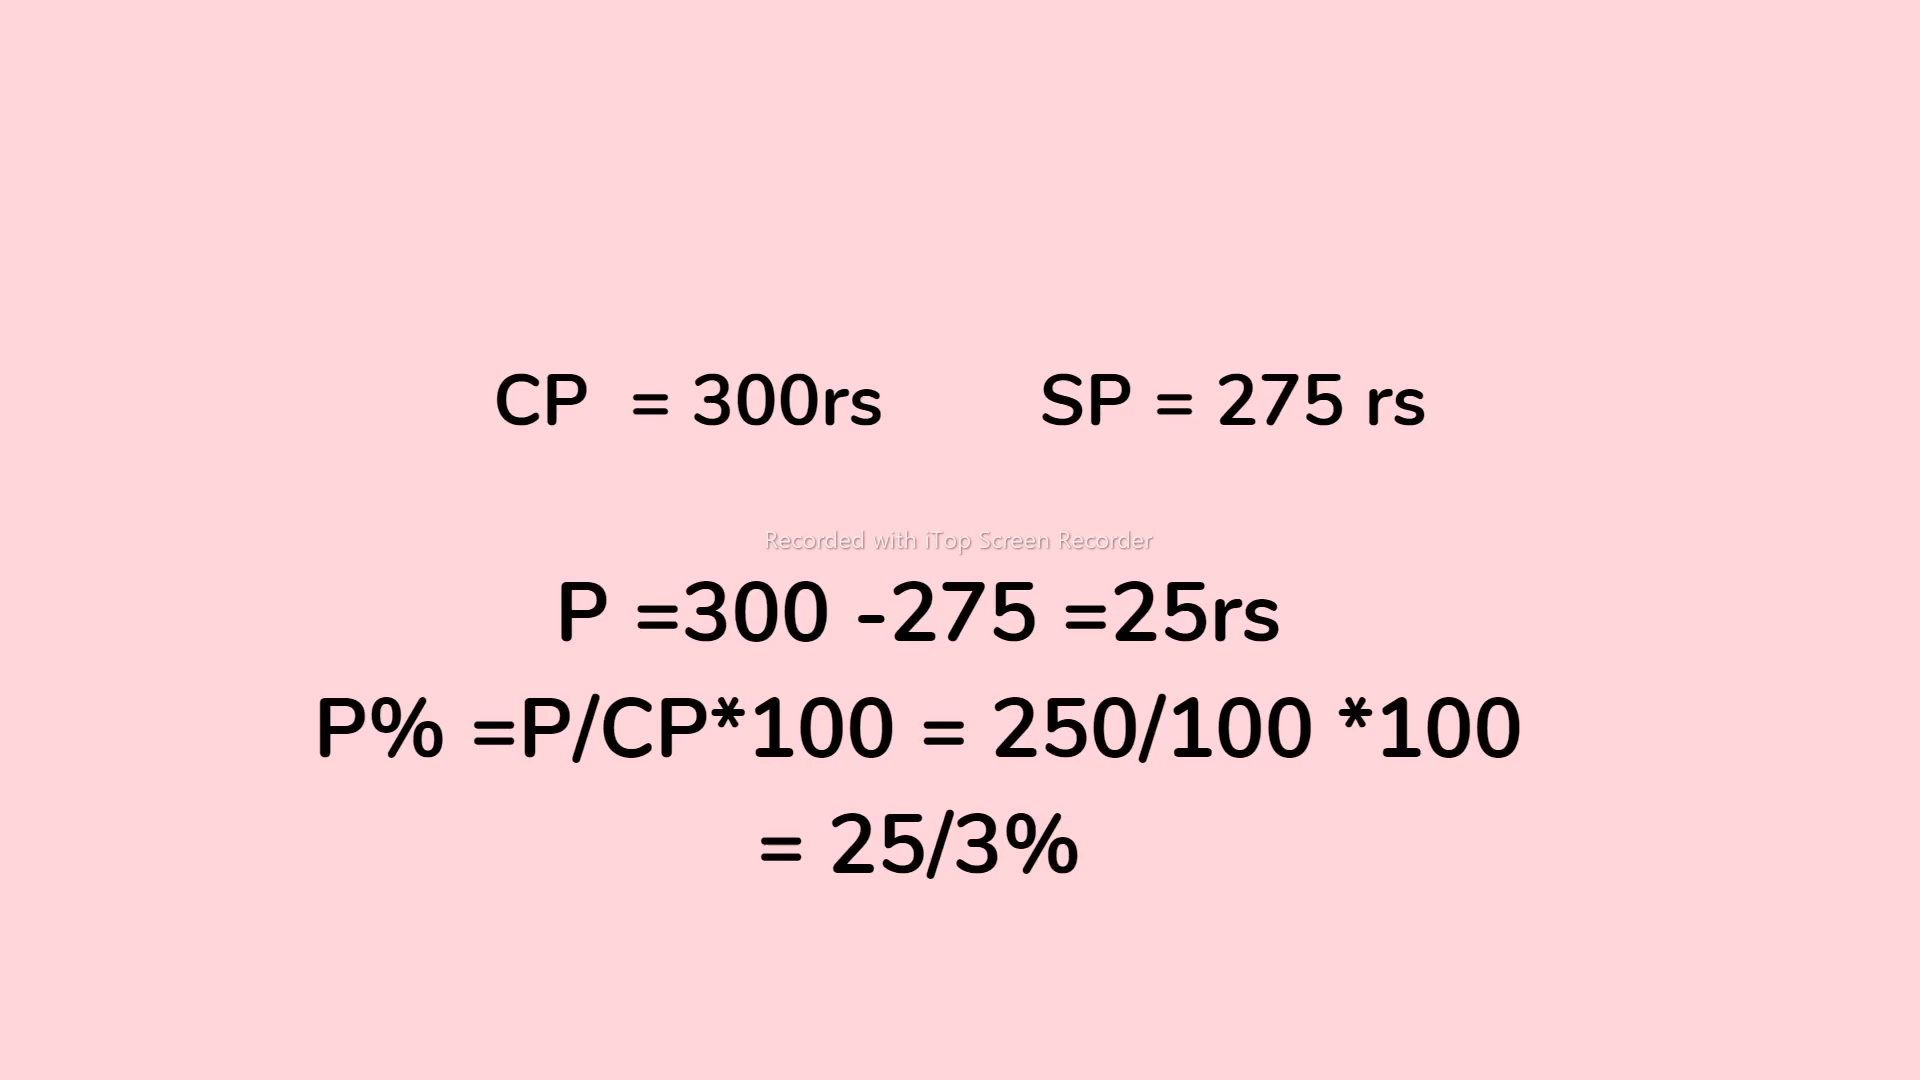 CP = 300rs SP = 275 rs
Recorded with iTop Screen Recorder
P =300 -275 =25rs
P% =P/CP*100 = 250/100 *100
= 25/3%